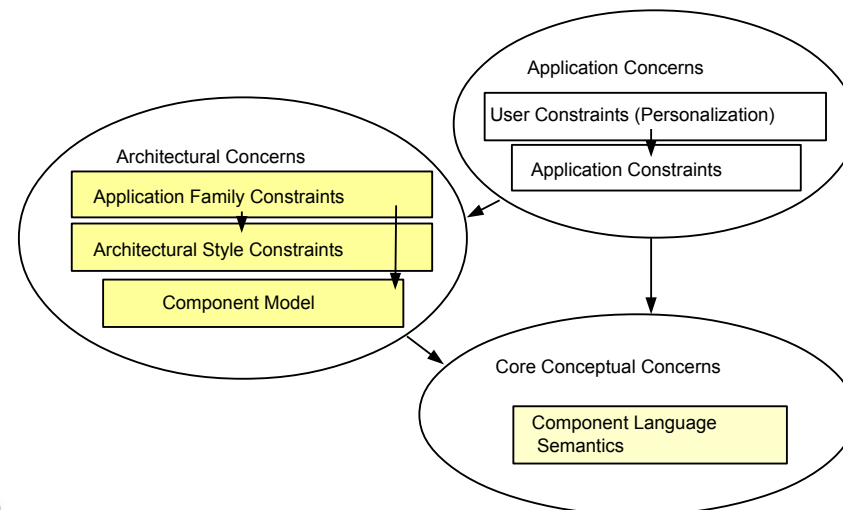 Application Concerns
User Constraints (Personalization)
Application Constraints
Architectural Concerns
Application Family Constraints
Architectural Style Constraints
Component Model
Core Conceptual Concerns
Component Language
Semantics